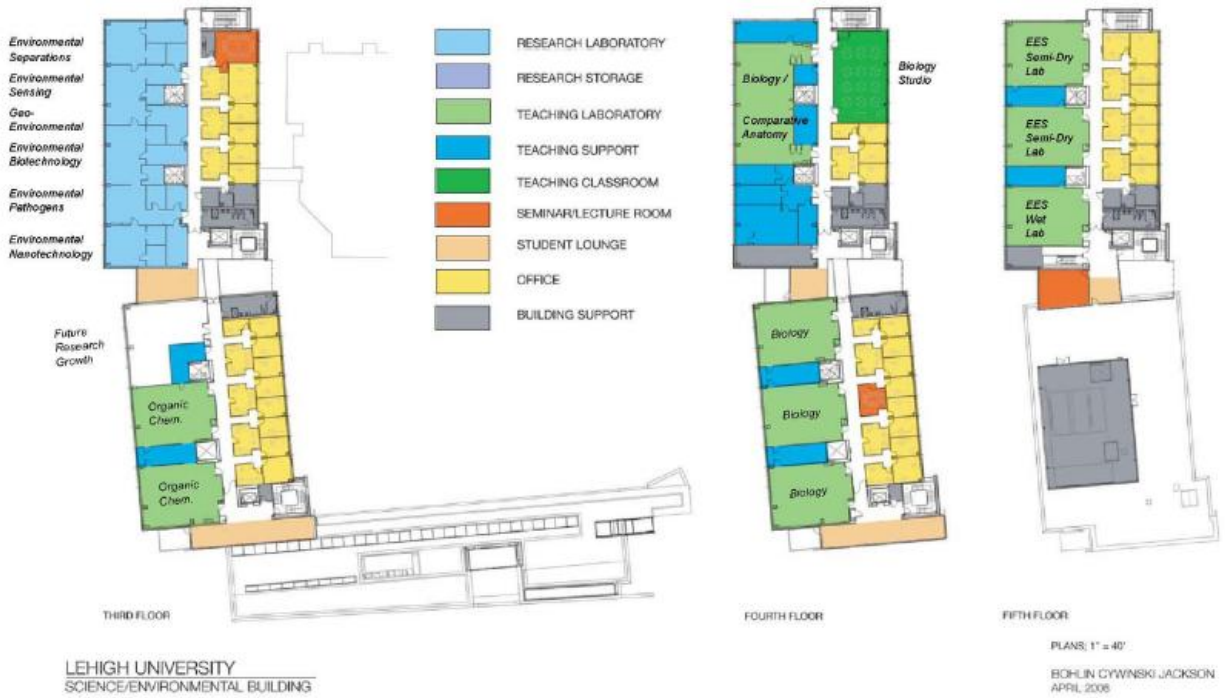 Environmental
Separations
Environmental
Sensing
Geo-
Environmental
Environmental
Biotechnology
Environmental
Pathogens
Environmental
Nanotechnology
Future
Research
Growth
Organic
Chem.
Organic
Chem.
THIRD FLOOR
RESEARCH LABORATORY
RESEARCH STORAGE
TEACHING LABORATORY
TEACHING SUPPORT
TEACHING CLASSROOM
SEMINAR/LECTURE ROOM
STUDENT LOUNGE
OFFICE
BUILDING SUPPORT
Biology /
Comparative
Anatomy
Biology
Studio
Biology
Biology
Biology
FOURTH FLOOR
EES
Semi-Dry
Lab
EES
Semi-Dry
Lab
EES
Wet
Lab
FIFTH FLOOR
PLANS: 1" = 40'
LEHIGH UNIVERSITY
SCIENCE/ENVIRONMENTAL BUILDING
BOHLIN CYWINSKI JACKSON
APRIL 2008